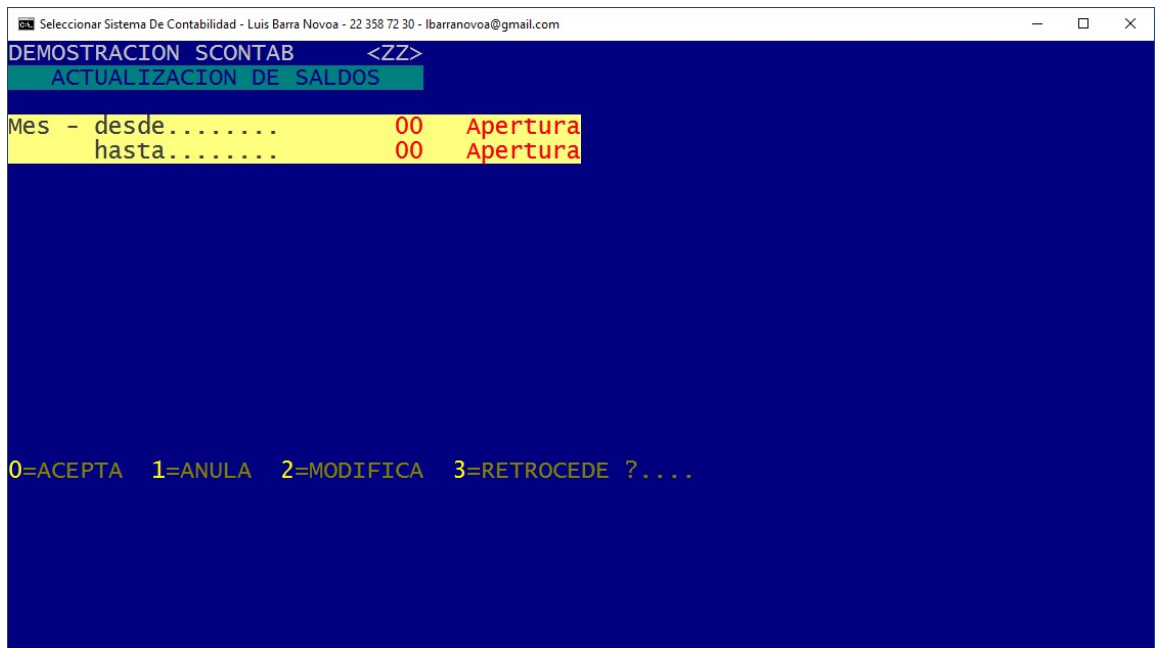 Seleccionar Sistema De Contabilidad - Luis Barra Novoa - 22 358 72 30 - lbarranovoa@gmail.com
DEMOSTRACION SCONTAB <ZZ>
ACTUALIZACION DE SALDOS
Mes - desde........ 00 Apertura
hasta........ 00 Apertura
0=ACEPTA 1=ANULA 2=MODIFICA 3=RETROCEDE ?....